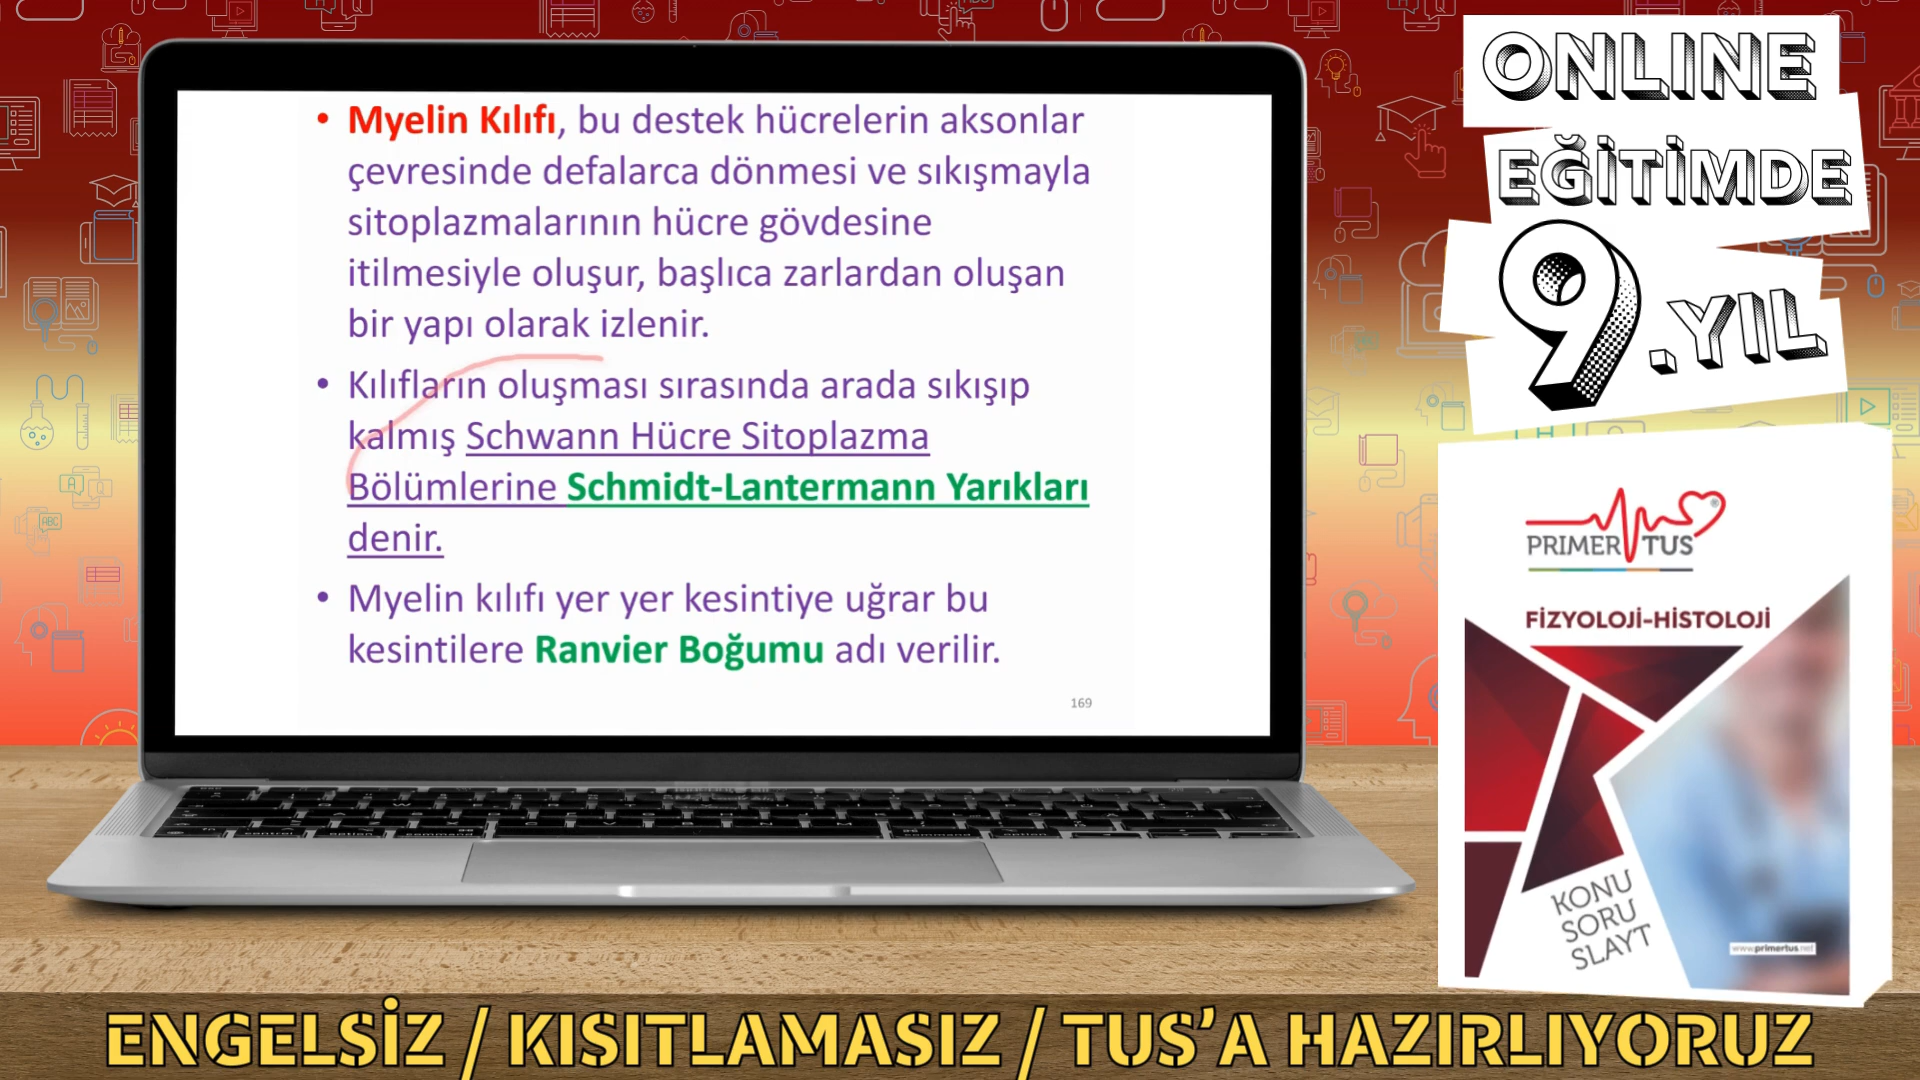 • Myelin Kılıfı, bu destek hücrelerin aksonlar
çevresinde defalarca dönmesi ve sıkışmayla
sitoplazmalarının hücre gövdesine
itilmesiyle oluşur, başlıca zarlardan oluşan
bir yapı olarak izlenir.
• Kılıfların oluşması sırasında arada sıkışıp
kalmış Schwann Hücre Sitoplazma
Bölümlerine Schmidt-Lantermann Yarıkları
denir.
• Myelin kılıfı yer yer kesintiye uğrar bu
kesintilere Ranvier Boğumu adı verilir.
169
ONLINE
EĞİTİMDE
9.YIL
PRIMER TUS
®
FİZYOLOJİ-HİSTOLOJİ
KONU
SORU
SLAYT
www.primertus.net
ENGELSİZ / KISITLAMASIZ / TUS’A HAZIRLIYORUZ